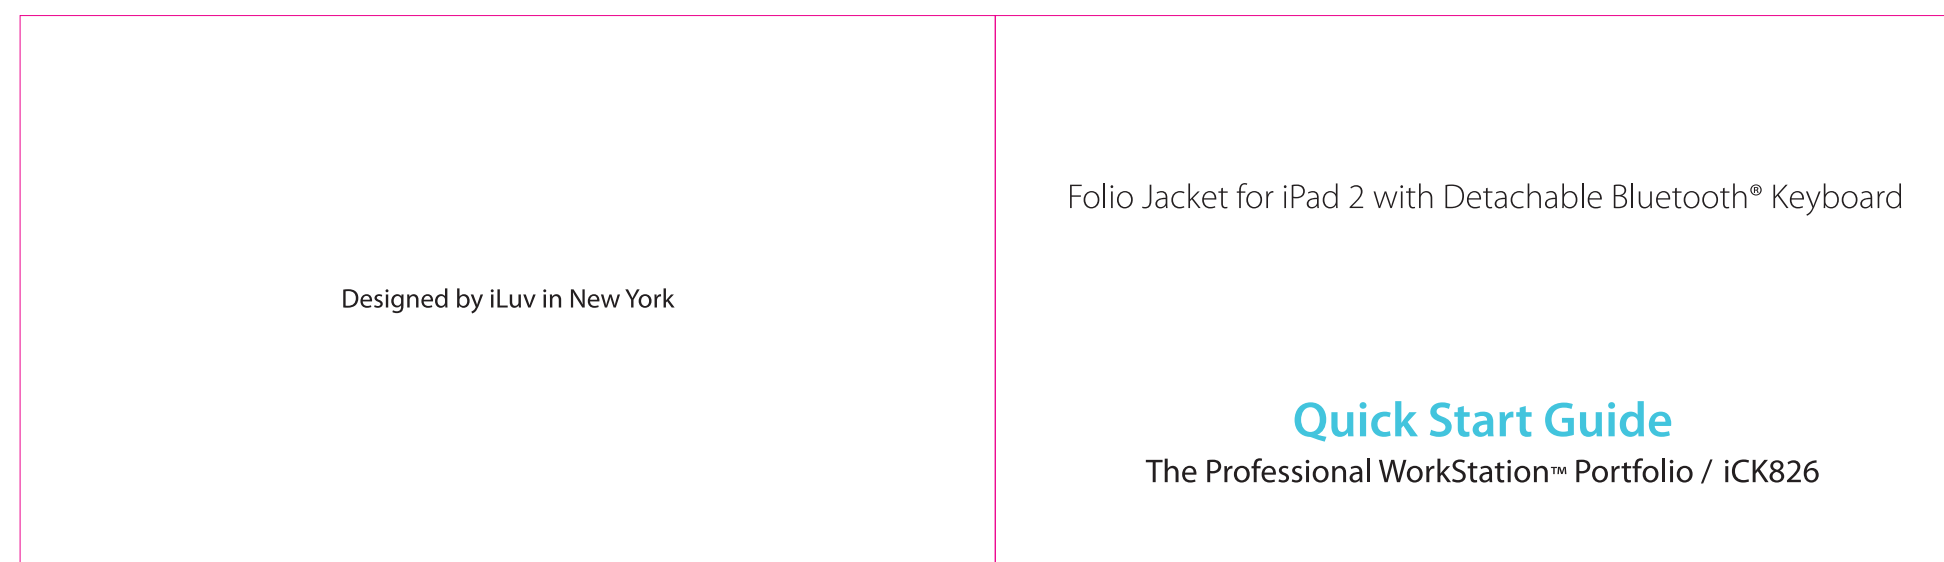 Designed by iLuv in New York
Folio Jacket for iPad 2 with Detachable Bluetooth® Keyboard
Quick Start Guide
The Professional WorkStation™ Portfolio / iCK826